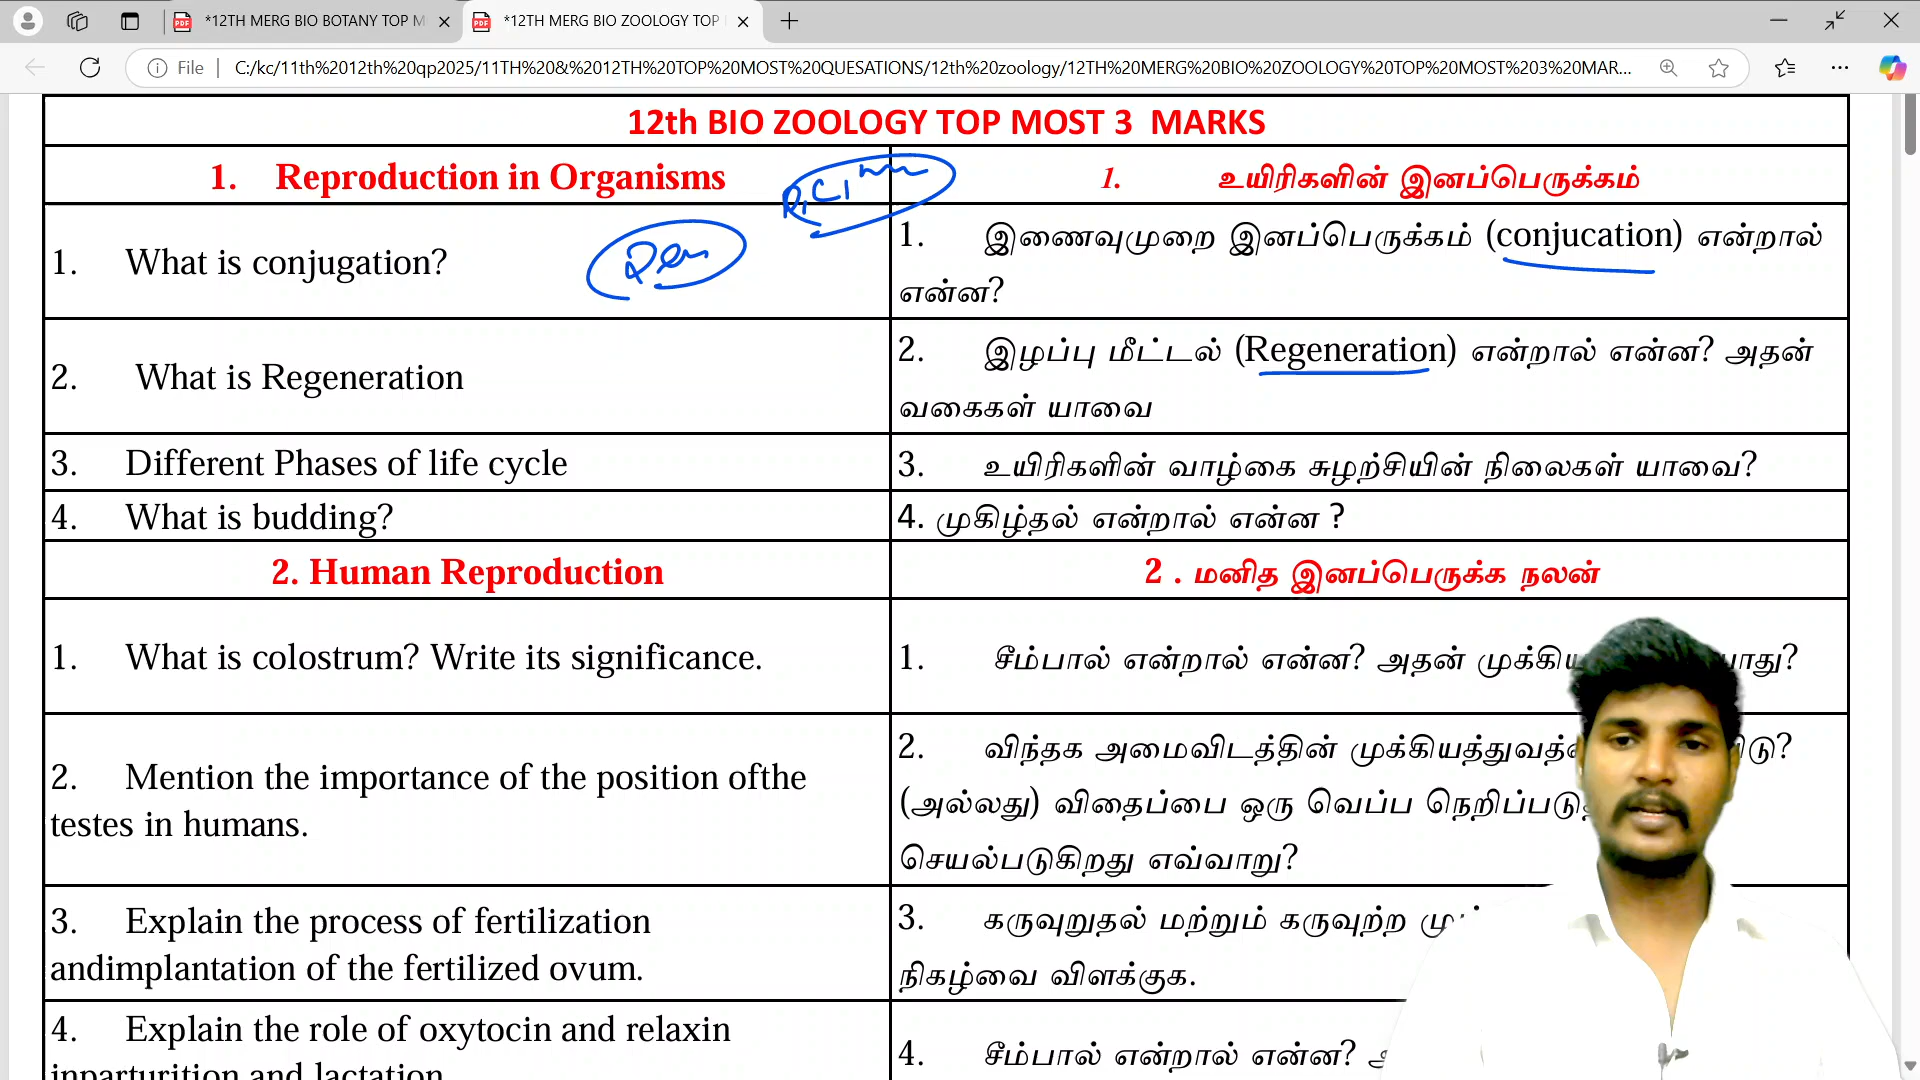 *12TH MERG BIO BOTANY TOP M
*12TH MERG BIO ZOOLOGY TOP
File
C:/kc/11th%2012th%20qp2025/11TH%20&%2012TH%20TOP%20MOST%20QUESATIONS/12th%20zoology/12TH%20MERG%20BIO%20ZOOLOGY%20TOP%20MOST%203%20MAR...
12th BIO ZOOLOGY TOP MOST 3 MARKS
1. Reproduction in Organisms
1. உயிரிகளின் இனப்பெருக்கம்
1. What is conjugation?
1. இணைவுமுறை இனப்பெருக்கம் (conjucation) என்றால்
என்ன?
2. What is Regeneration
2. இழப்பு மீட்டல் (Regeneration) என்றால் என்ன? அதன்
வகைகள் யாவை
3. Different Phases of life cycle
3. உயிரிகளின் வாழ்கை சுழற்சியின் நிலைகள் யாவை?
4. What is budding?
4. முகிழ்தல் என்றால் என்ன ?
2. Human Reproduction
2 . மனித இனப்பெருக்க நலன்
1. What is colostrum? Write its significance.
1. சீம்பால் என்றால் என்ன? அதன்
2. Mention the importance of the position ofthe
testes in humans.
2. விந்தக அமைவிடத்தின்
(அல்லது) விதைப்பை ஒரு வெப்ப
செயல்படுகிறது எவ்வாறு?
3. Explain the process of fertilization
andimplantation of the fertilized ovum.
3. கருவுறுதல் மற்றும் கருவுற்ற
நிகழ்வை விளக்குக.
4. Explain the role of oxytocin and relaxin
inparturition and lactation
4. சீம்பால் என்றால் என்ன?